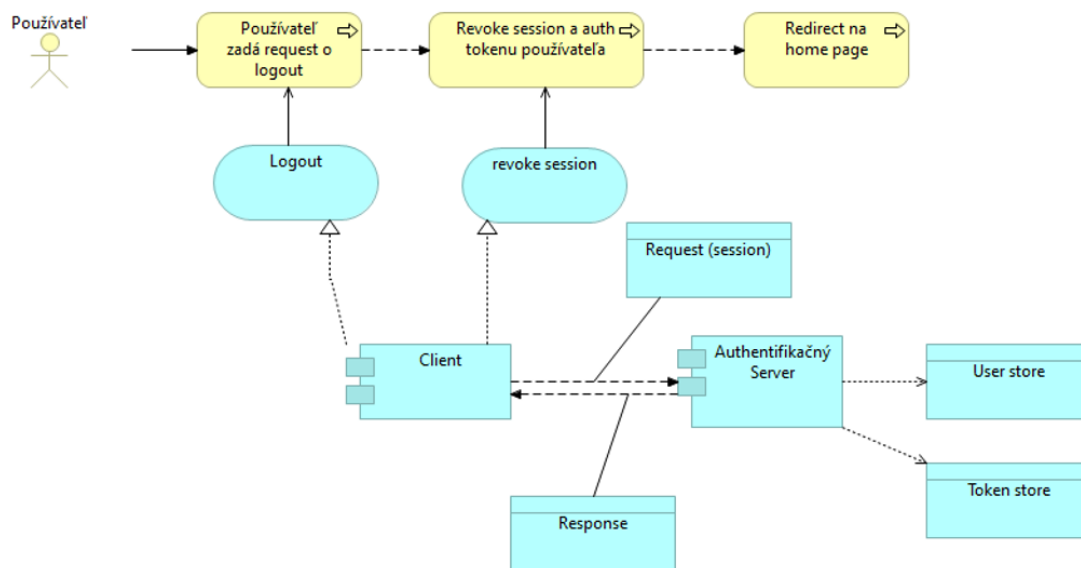 Používateľ
Používateľ
zadá request o
logout
Revoke session a auth
tokenu používateľa
Redirect na
home page
Logout
revoke session
Request (session)
Client
Authentifikačný
Server
User store
Token store
Response